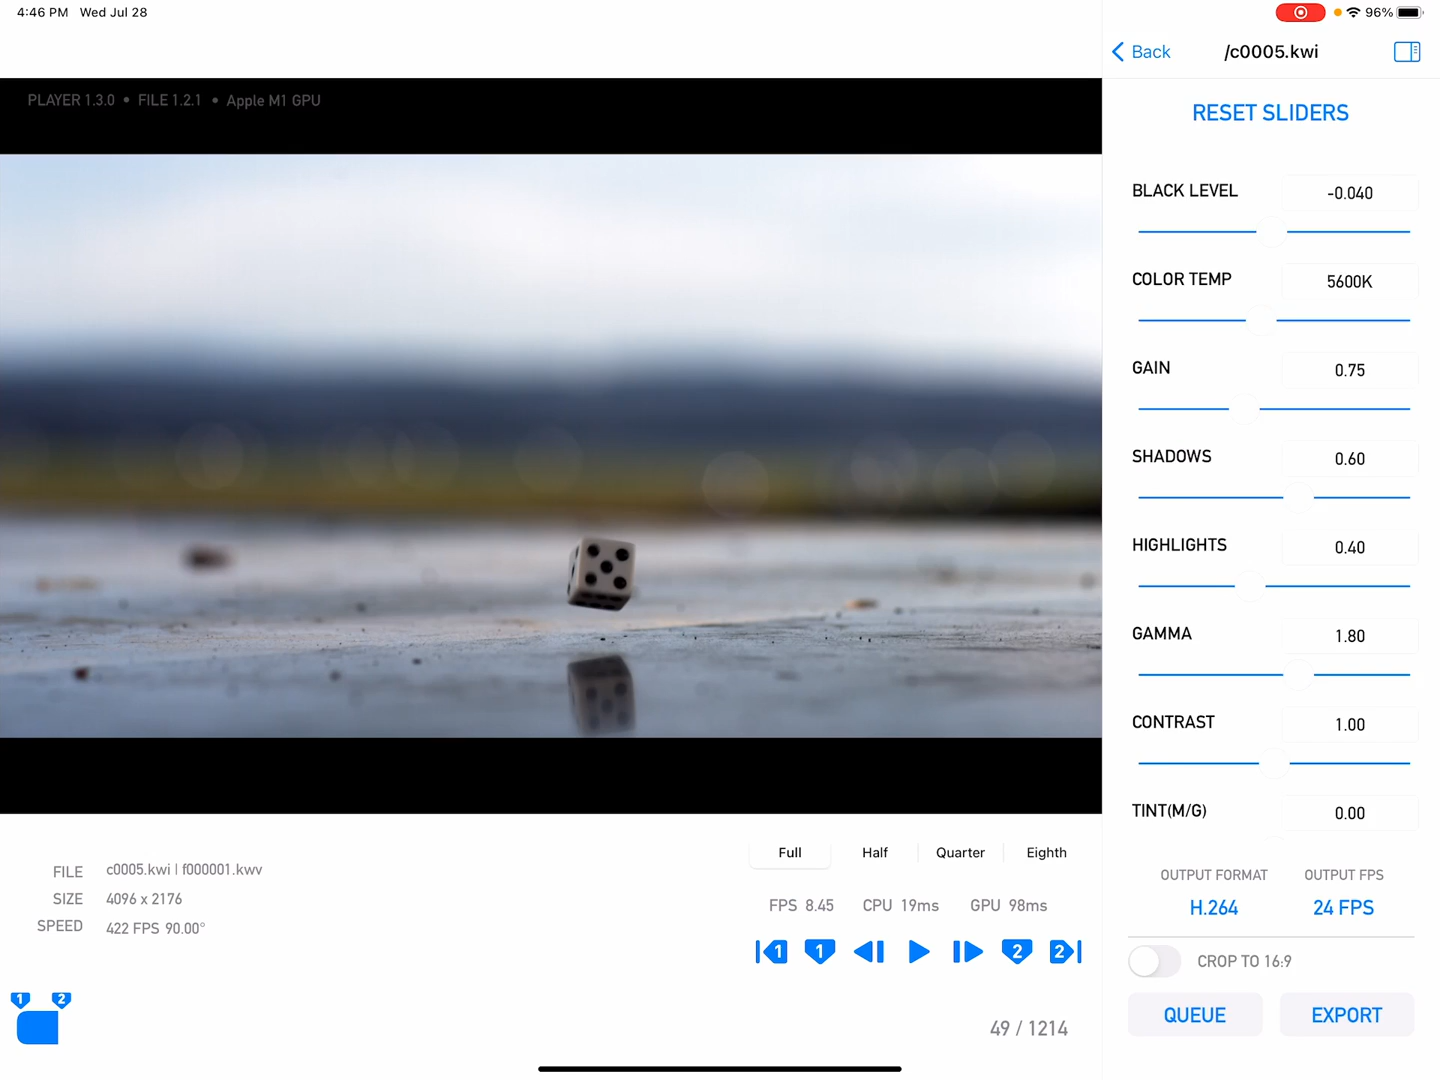 4:46 PM Wed Jul 28
96%
Back
/c0005.kwi
PLAYER 1.3.0 • FILE 1.2.1 • Apple M1 GPU
RESET SLIDERS
BLACK LEVEL -0.040
COLOR TEMP 5600K
GAIN 0.75
SHADOWS 0.60
HIGHLIGHTS 0.40
GAMMA 1.80
CONTRAST 1.00
TINT(M/G) 0.00
Full Half Quarter Eighth
FILE c0005.kwi | f000001.kwv
SIZE 4096 x 2176
SPEED 422 FPS 90.00°
FPS 8.45 CPU 19ms GPU 98ms
1 1 2 2
1 2
49 / 1214
OUTPUT FORMAT OUTPUT FPS
H.264 24 FPS
CROP TO 16:9
QUEUE EXPORT